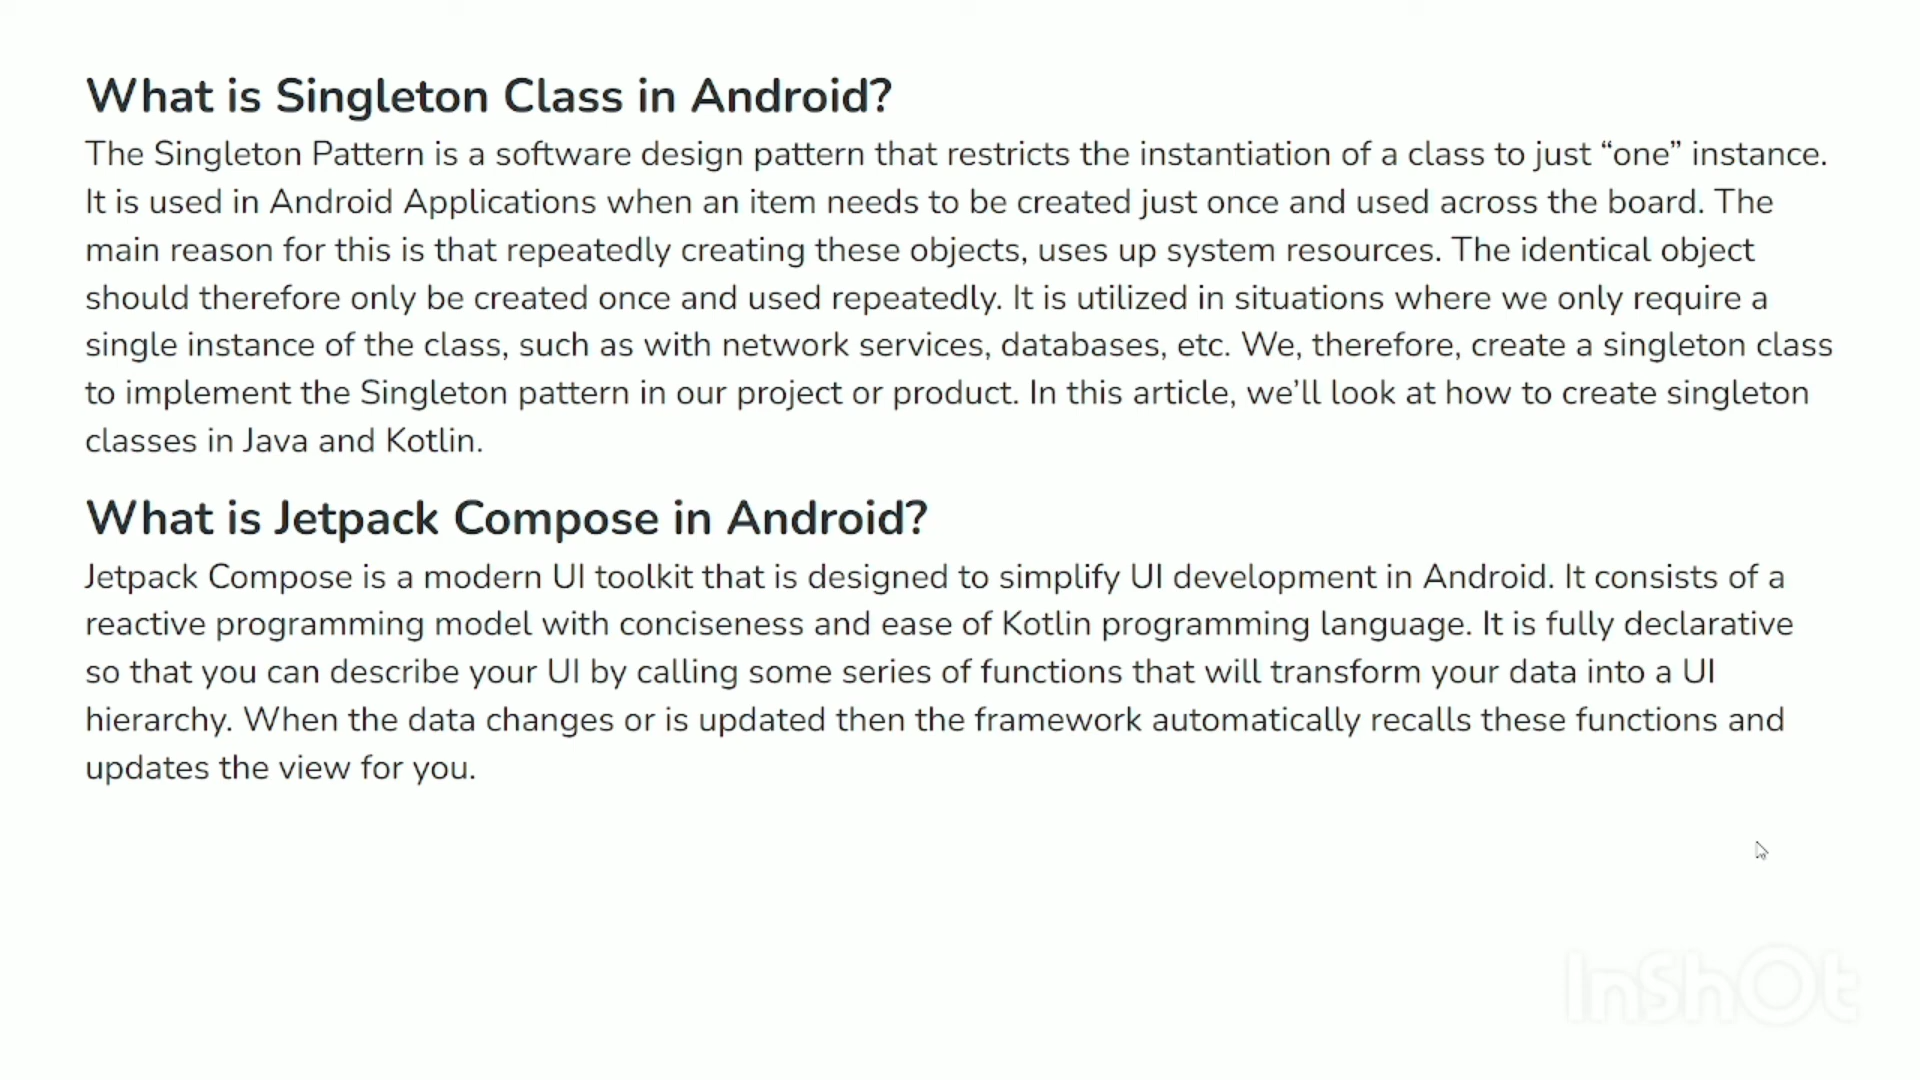 What is Singleton Class in Android?
The Singleton Pattern is a software design pattern that restricts the instantiation of a class to just “one” instance.
It is used in Android Applications when an item needs to be created just once and used across the board. The
main reason for this is that repeatedly creating these objects, uses up system resources. The identical object
should therefore only be created once and used repeatedly. It is utilized in situations where we only require a
single instance of the class, such as with network services, databases, etc. We, therefore, create a singleton class
to implement the Singleton pattern in our project or product. In this article, we’ll look at how to create singleton
classes in Java and Kotlin.
What is Jetpack Compose in Android?
Jetpack Compose is a modern UI toolkit that is designed to simplify UI development in Android. It consists of a
reactive programming model with conciseness and ease of Kotlin programming language. It is fully declarative
so that you can describe your UI by calling some series of functions that will transform your data into a UI
hierarchy. When the data changes or is updated then the framework automatically recalls these functions and
updates the view for you.
InShOt